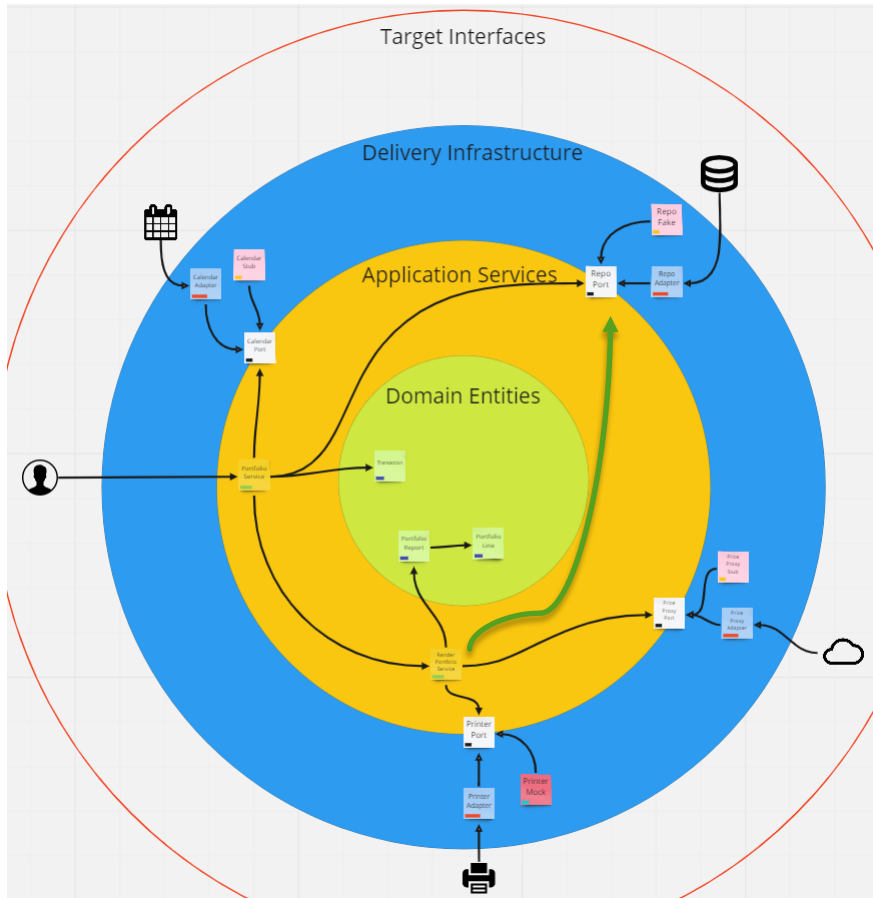 Target Interfaces
Delivery Infrastructure
Repo
Fake
Calendar
Stub
Application Services
Repo
Port
Repo
Adapter
Calendar
Adapter
Calendar
Port
Domain Entities
Portfolio
Service
Transaction
Portfolio
Report
Portfolio
Line
Price
Proxy
Stub
Price
Proxy
Port
Price
Proxy
Adapter
Render
Portfolio
Service
Printer
Port
Printer
Adapter
Printer
Mock